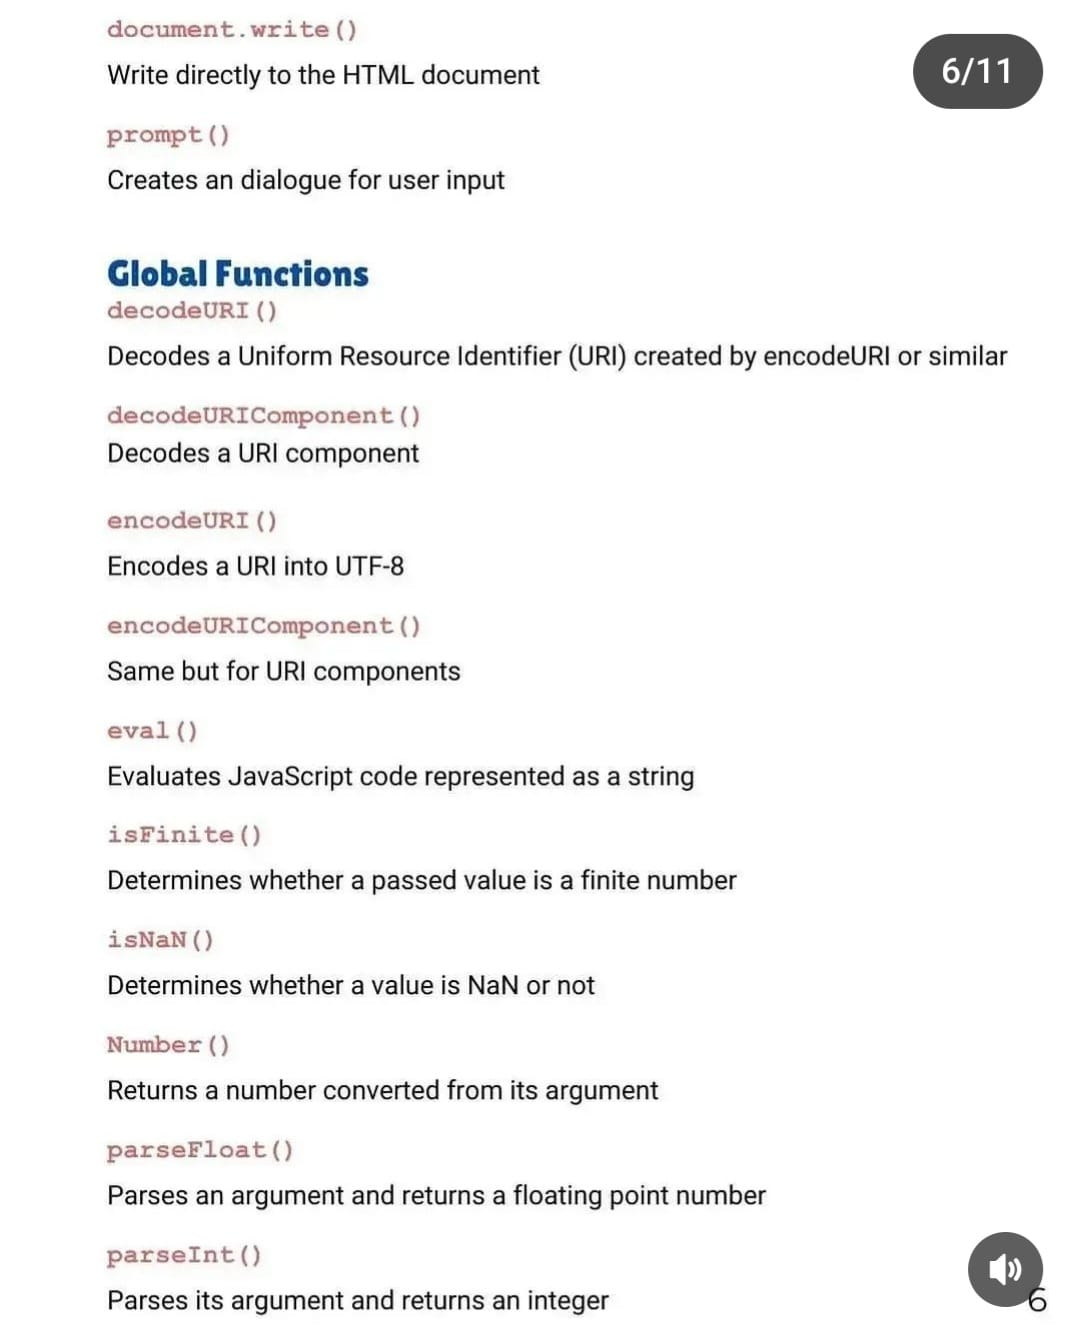 document.write()
Write directly to the HTML document
6/11
prompt()
Creates an dialogue for user input
Global Functions
decodeURI()
Decodes a Uniform Resource Identifier (URI) created by encodeURI or similar
decodeURIComponent()
Decodes a URI component
encodeURI()
Encodes a URI into UTF-8
encodeURIComponent()
Same but for URI components
eval()
Evaluates JavaScript code represented as a string
isFinite()
Determines whether a passed value is a finite number
isNaN()
Determines whether a value is NaN or not
Number()
Returns a number converted from its argument
parseFloat()
Parses an argument and returns a floating point number
parseInt()
Parses its argument and returns an integer
6